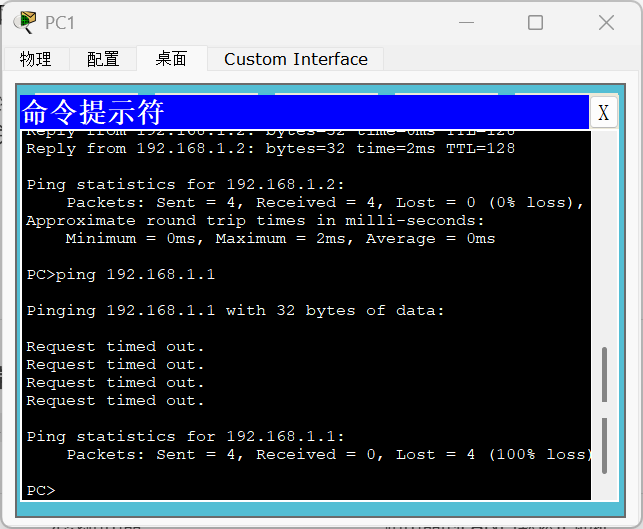 PC1
物理 配置 桌面 Custom Interface
命令提示符 X
Reply from 192.168.1.2: bytes=32 time=0ms TTL=128
Reply from 192.168.1.2: bytes=32 time=2ms TTL=128
Ping statistics for 192.168.1.2:
Packets: Sent = 4, Received = 4, Lost = 0 (0% loss),
Approximate round trip times in milli-seconds:
Minimum = 0ms, Maximum = 2ms, Average = 0ms
PC>ping 192.168.1.1
Pinging 192.168.1.1 with 32 bytes of data:
Request timed out.
Request timed out.
Request timed out.
Request timed out.
Ping statistics for 192.168.1.1:
Packets: Sent = 4, Received = 0, Lost = 4 (100% loss)
PC>